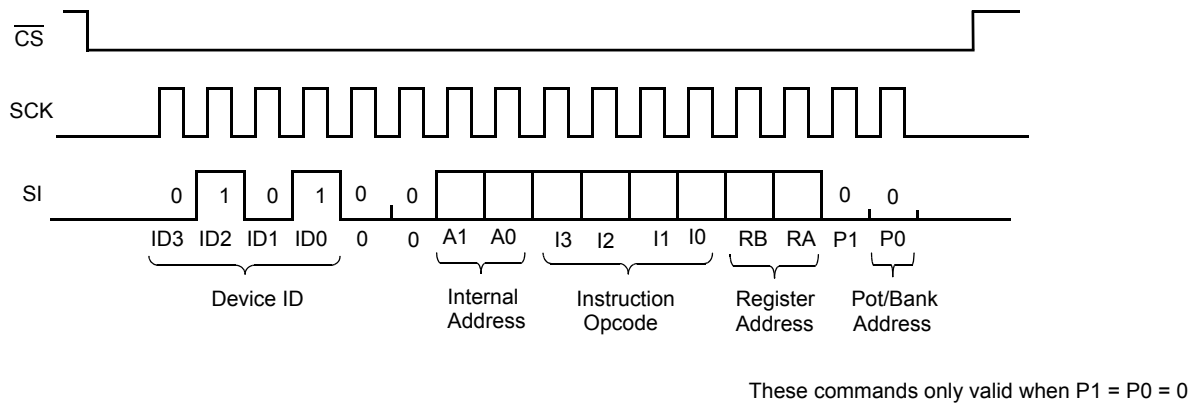 CS
SCK
SI
0 1 0 1 0 0 0 0
ID3 ID2 ID1 ID0 0 0 A1 A0 I3 I2 I1 I0 RB RA P1 P0
Device ID Internal Address Instruction Opcode Register Address Pot/Bank Address
These commands only valid when P1 = P0 = 0